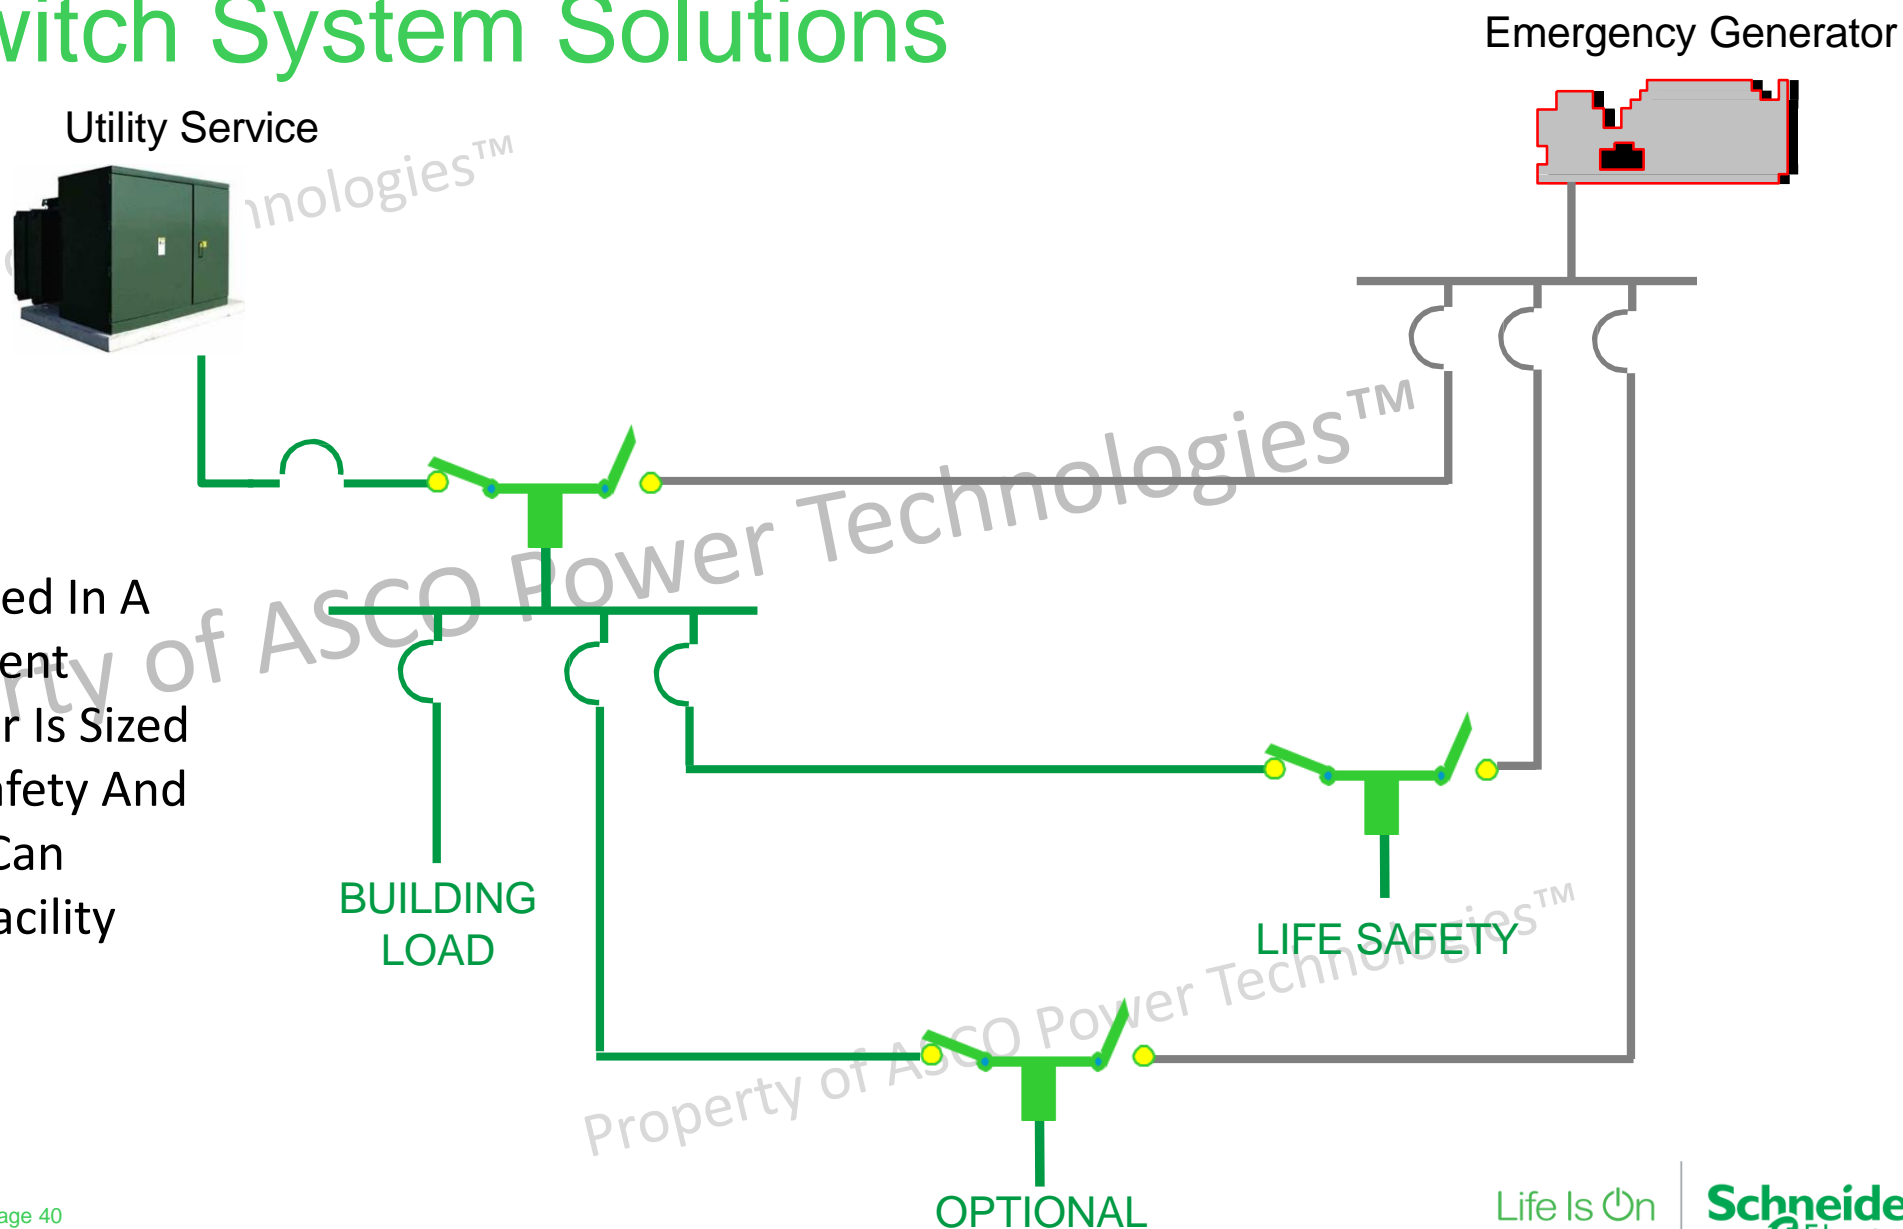 witch System Solutions
Emergency Generator
Utility Service
nologies™
Property of ASCO Power Technologies™
ed In A
ent
r Is Sized
afety And
Can
acility
BUILDING
LOAD
LIFE SAFETY
Property of ASCO Power Technologies™
OPTIONAL
age 40
Life Is On
Schneide